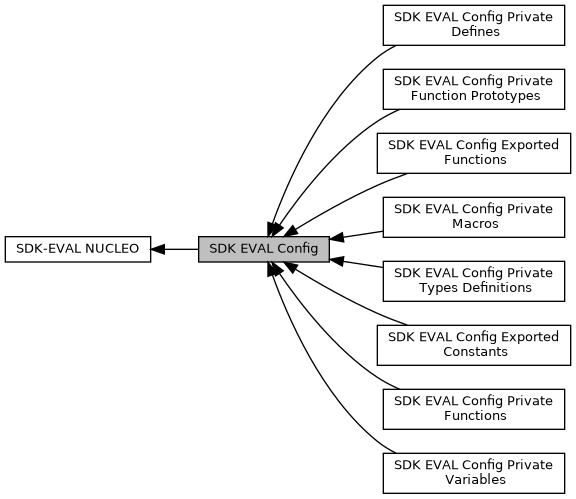 SDK EVAL Config Private
Defines
SDK EVAL Config Private
Function Prototypes
SDK EVAL Config Exported
Functions
SDK EVAL Config Private
Macros
SDK-EVAL NUCLEO
SDK EVAL Config
SDK EVAL Config Private
Types Definitions
SDK EVAL Config Exported
Constants
SDK EVAL Config Private
Functions
SDK EVAL Config Private
Variables